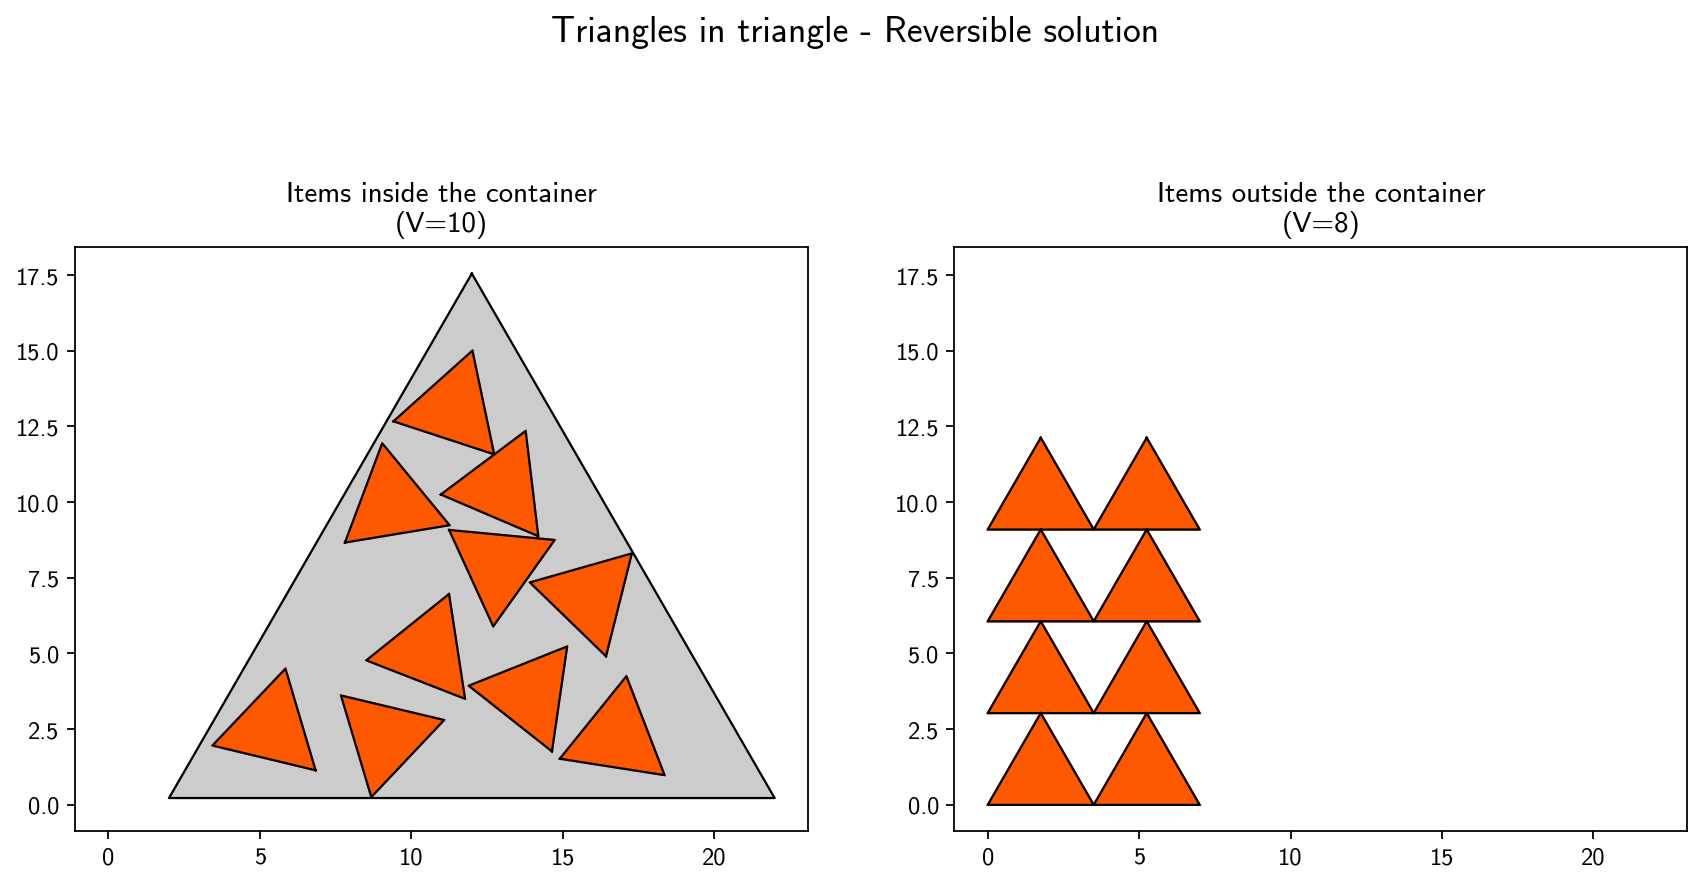 Triangles in triangle - Reversible solution
Items inside the container
(V=10)
17.5
15.0
12.5
10.0
7.5
5.0
2.5
0.0
0 5 10 15 20
Items outside the container
(V=8)
17.5
15.0
12.5
10.0
7.5
5.0
2.5
0.0
0 5 10 15 20